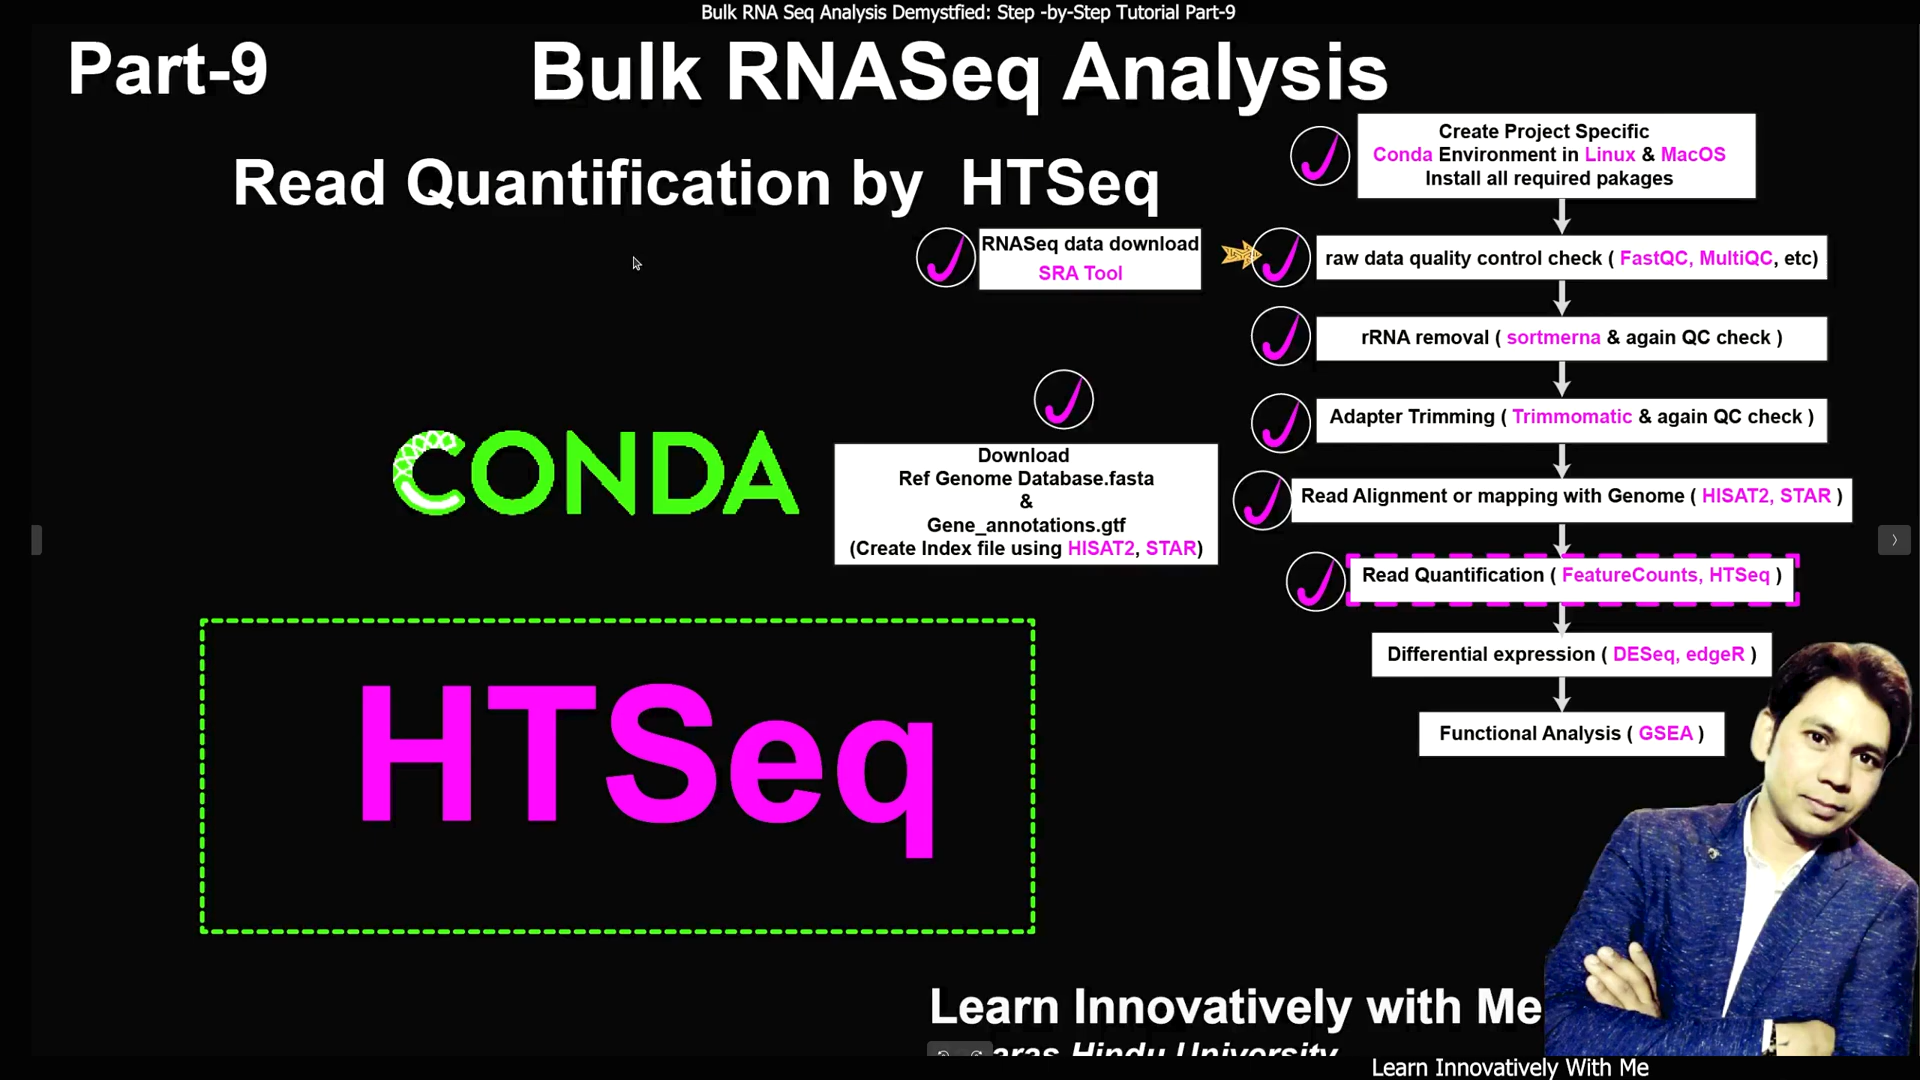 Bulk RNA Seq Analysis Demystfied: Step -by-Step Tutorial Part-9
Part-9
Bulk RNASeq Analysis
Read Quantification by HTSeq
Create Project Specific
Conda Environment in Linux & MacOS
Install all required pakages
RNASeq data download
SRA Tool
raw data quality control check ( FastQC, MultiQC, etc)
rRNA removal ( sortmerna & again QC check )
Adapter Trimming ( Trimmomatic & again QC check )
CONDA
Download
Ref Genome Database.fasta
&
Gene_annotations.gtf
(Create Index file using HISAT2, STAR)
Read Alignment or mapping with Genome ( HISAT2, STAR )
Read Quantification ( FeatureCounts, HTSeq )
Differential expression ( DESeq, edgeR )
Functional Analysis ( GSEA )
HTSeq
Learn Innovatively with Me
Hindu University
Learn Innovatively With Me